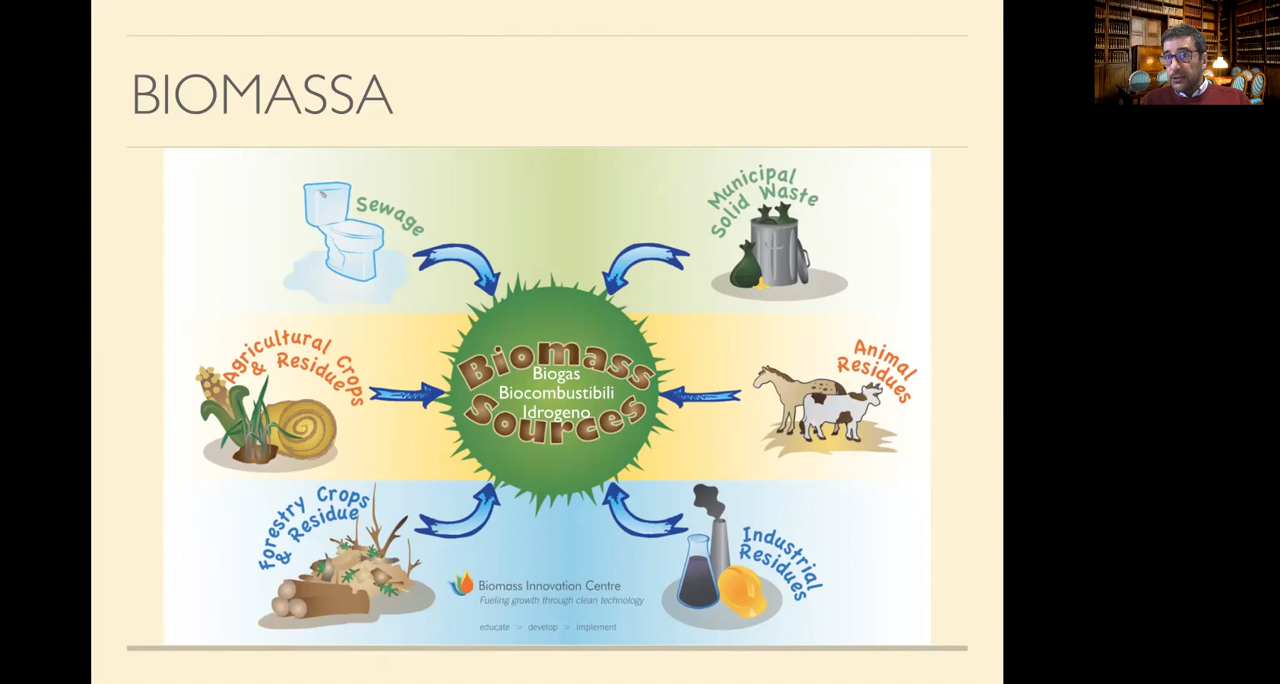 BIOMASSA
Sewage
Municipal
Solid Waste
Agricultural Crops
& Residue
Biomass
Biogas
Biocombustibili
Idrogeno
Sources
Animal
Residues
Forestry Crops
& Residue
Industrial
Residues
Biomass Innovation Centre
Fueling growth through clean technology
educate > develop > implement